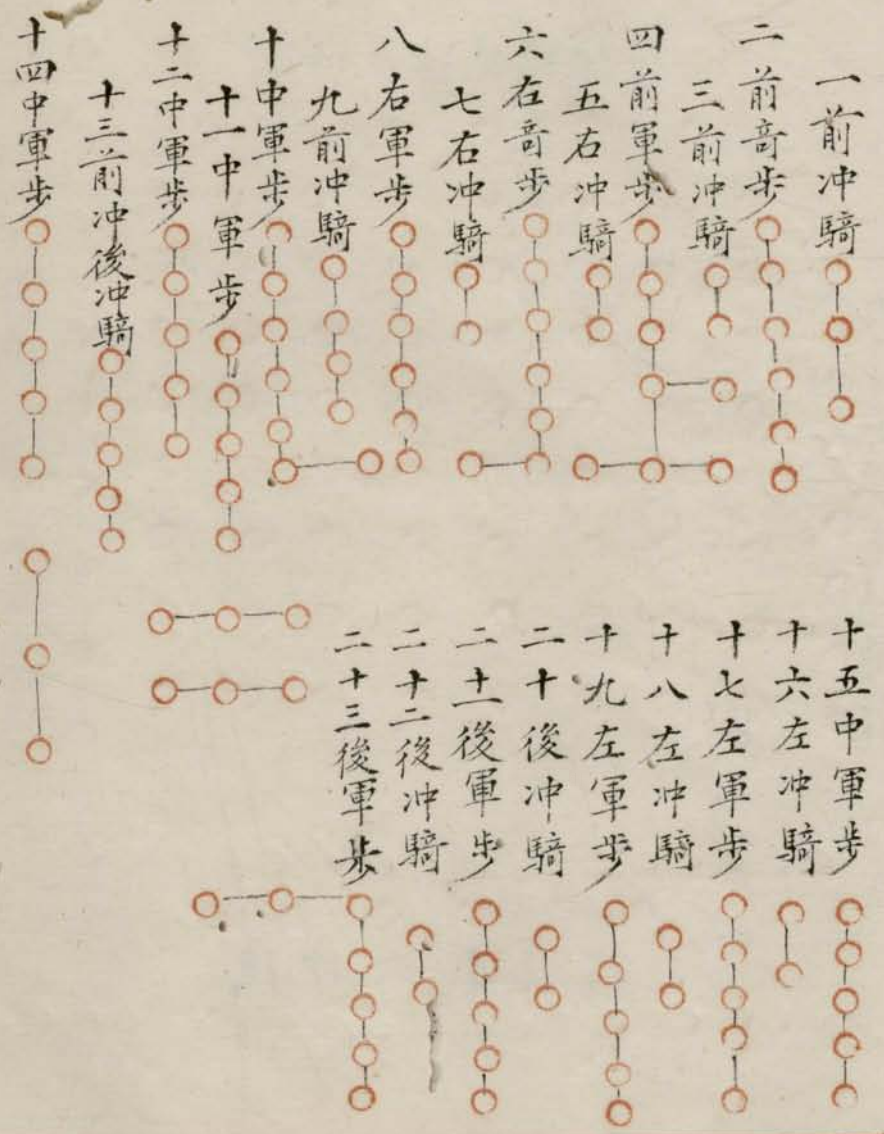 一前冲騎
二前奇步
三前冲騎
四前軍步
五右冲騎
六右奇步
七右冲騎
八右軍步
九前冲騎
十中軍步
十一中軍步
十二中軍步
十三前冲後冲騎
十四中軍步
十五中軍步
十六左冲騎
十七左軍步
十八左冲騎
十九左軍步
二十後冲騎
二十一後軍步
二十二後冲騎
二十三後軍步